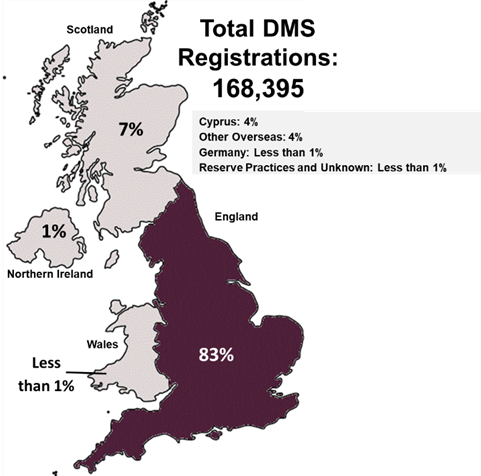 Scotland
Total DMS
Registrations:
168,395
7%
Cyprus: 4%
Other Overseas: 4%
Germany: Less than 1%
Reserve Practices and Unknown: Less than 1%
England
1%
Northern Ireland
Wales
83%
Less
than 1%